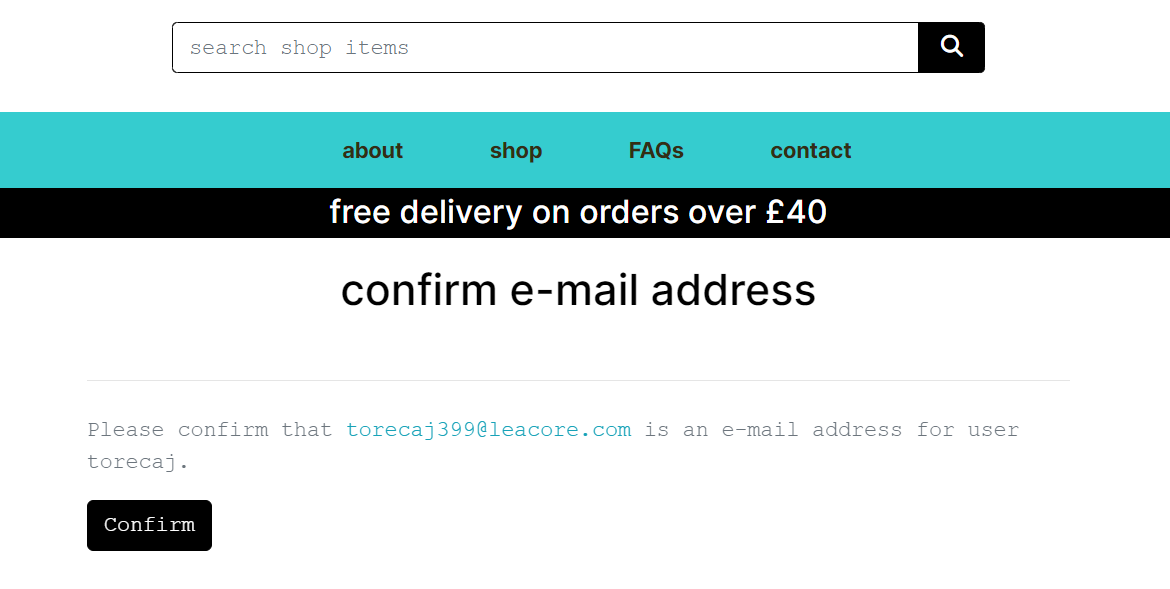 search shop items
about shop FAQs contact
free delivery on orders over £40
confirm e-mail address
Please confirm that torecaj399@leacore.com is an e-mail address for user
torecaj.
Confirm